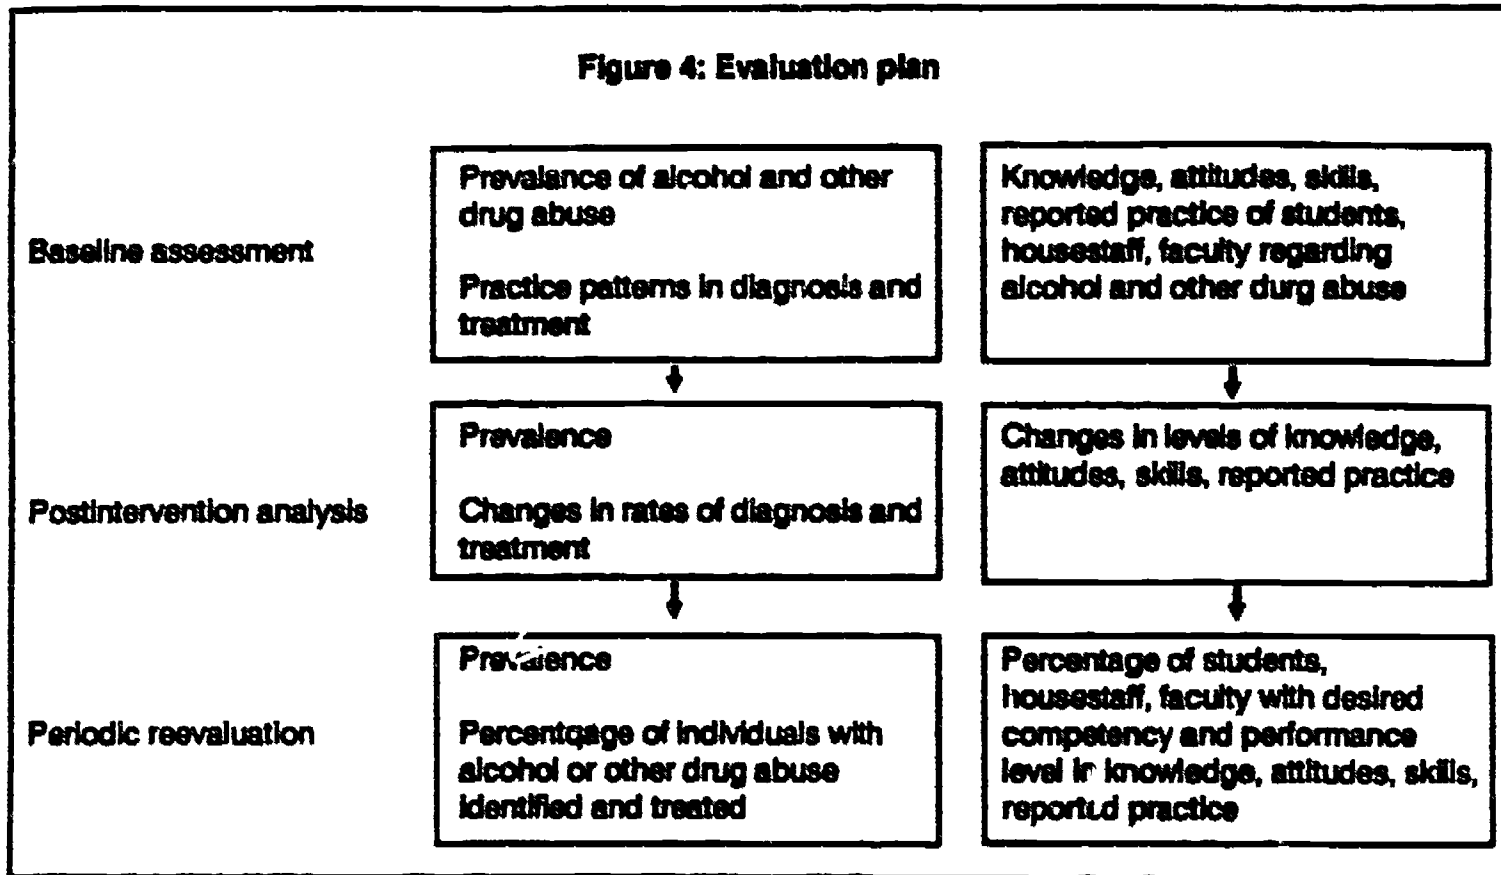 Figure 4: Evaluation plan
Baseline assessment
Prevalance of alcohol and other
drug abuse
Practice patterns in diagnosis and
treatment
Knowledge, attitudes, skills,
reported practice of students,
housestaff, faculty regarding
alcohol and other durg abuse
Postintervention analysis
Prevalence
Changes in rates of diagnosis and
treatment
Changes in levels of knowledge,
attitudes, skills, reported practice
Periodic reevaluation
Prevalence
Percentqage of individuals with
alcohol or other drug abuse
identified and treated
Percentage of students,
housestaff, faculty with desired
competency and performance
level in knowledge, attitudes, skills,
reported practice